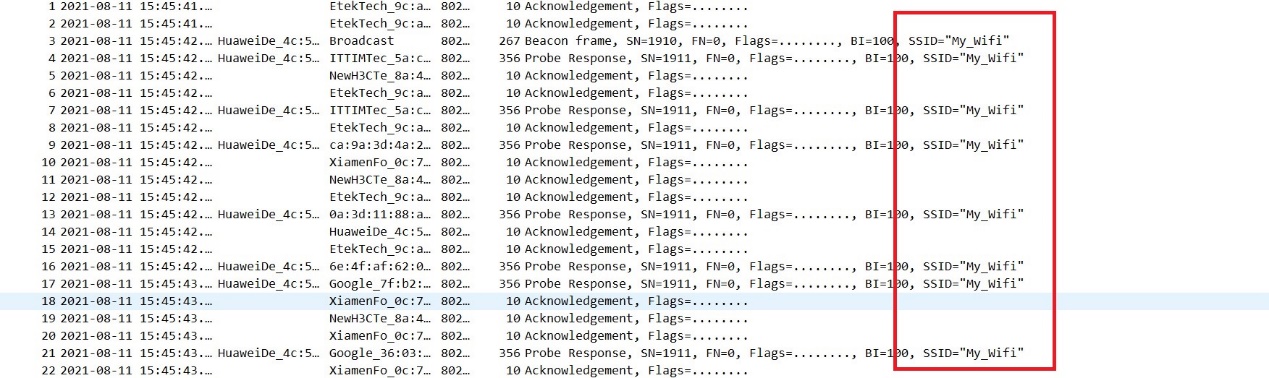 1 2021-08-11 15:45:41.… EtekTech_9c:a… 802… 10 Acknowledgement, Flags=........
2 2021-08-11 15:45:41.… EtekTech_9c:a… 802… 10 Acknowledgement, Flags=........
3 2021-08-11 15:45:42.… HuaweiDe_4c:5… Broadcast 802… 267 Beacon frame, SN=1910, FN=0, Flags=........, BI=100, SSID="My_Wifi"
4 2021-08-11 15:45:42.… HuaweiDe_4c:5… ITTIMTec_5a:c… 802… 356 Probe Response, SN=1911, FN=0, Flags=........, BI=100, SSID="My_Wifi"
5 2021-08-11 15:45:42.… NewH3CTe_8a:4… 802… 10 Acknowledgement, Flags=........
6 2021-08-11 15:45:42.… EtekTech_9c:a… 802… 10 Acknowledgement, Flags=........
7 2021-08-11 15:45:42.… HuaweiDe_4c:5… ITTIMTec_5a:c… 802… 356 Probe Response, SN=1911, FN=0, Flags=........, BI=100, SSID="My_Wifi"
8 2021-08-11 15:45:42.… EtekTech_9c:a… 802… 10 Acknowledgement, Flags=........
9 2021-08-11 15:45:42.… HuaweiDe_4c:5… ca:9a:3d:4a:2… 802… 356 Probe Response, SN=1911, FN=0, Flags=........, BI=100, SSID="My_Wifi"
10 2021-08-11 15:45:42.… XiamenFo_0c:7… 802… 10 Acknowledgement, Flags=........
11 2021-08-11 15:45:42.… NewH3CTe_8a:4… 802… 10 Acknowledgement, Flags=........
12 2021-08-11 15:45:42.… EtekTech_9c:a… 802… 10 Acknowledgement, Flags=........
13 2021-08-11 15:45:42.… HuaweiDe_4c:5… 0a:3d:11:88:a… 802… 356 Probe Response, SN=1911, FN=0, Flags=........, BI=100, SSID="My_Wifi"
14 2021-08-11 15:45:42.… HuaweiDe_4c:5… 802… 10 Acknowledgement, Flags=........
15 2021-08-11 15:45:42.… EtekTech_9c:a… 802… 10 Acknowledgement, Flags=........
16 2021-08-11 15:45:42.… HuaweiDe_4c:5… 6e:4f:af:62:0… 802… 356 Probe Response, SN=1911, FN=0, Flags=........, BI=100, SSID="My_Wifi"
17 2021-08-11 15:45:43.… HuaweiDe_4c:5… Google_7f:b2:… 802… 356 Probe Response, SN=1911, FN=0, Flags=........, BI=100, SSID="My_Wifi"
18 2021-08-11 15:45:43.… XiamenFo_0c:7… 802… 10 Acknowledgement, Flags=........
19 2021-08-11 15:45:43.… NewH3CTe_8a:4… 802… 10 Acknowledgement, Flags=........
20 2021-08-11 15:45:43.… XiamenFo_0c:7… 802… 10 Acknowledgement, Flags=........
21 2021-08-11 15:45:43.… HuaweiDe_4c:5… Google_36:03:… 802… 356 Probe Response, SN=1911, FN=0, Flags=........, BI=100, SSID="My_Wifi"
22 2021-08-11 15:45:43.… XiamenFo_0c:7… 802… 10 Acknowledgement, Flags=........